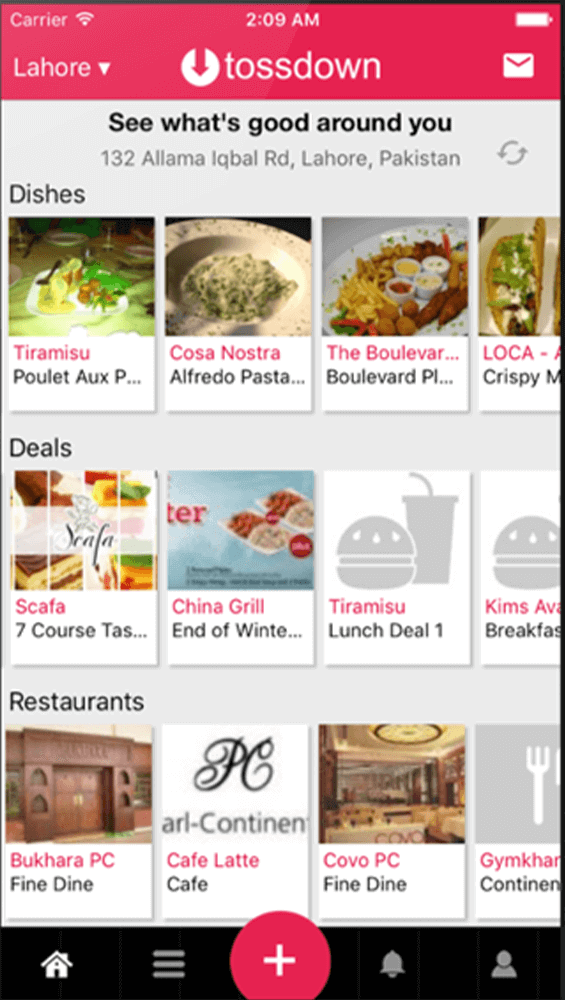 Carrier 2:09 AM
Lahore ▾ tossdown
See what's good around you
132 Allama Iqbal Rd, Lahore, Pakistan
Dishes
Tiramisu
Poulet Aux P...
Cosa Nostra
Alfredo Pasta...
The Boulevar...
Boulevard Pl...
LOCA - A
Crispy M
Deals
Scafa
Scafa
7 Course Tas...
ter
China Grill
End of Winte...
Tiramisu
Lunch Deal 1
Kims Ava
Breakfas
Restaurants
Bukhara PC
Fine Dine
PC
arl-Continent
Cafe Latte
Cafe
COVO
Covo PC
Fine Dine
Gymkhan
Continen